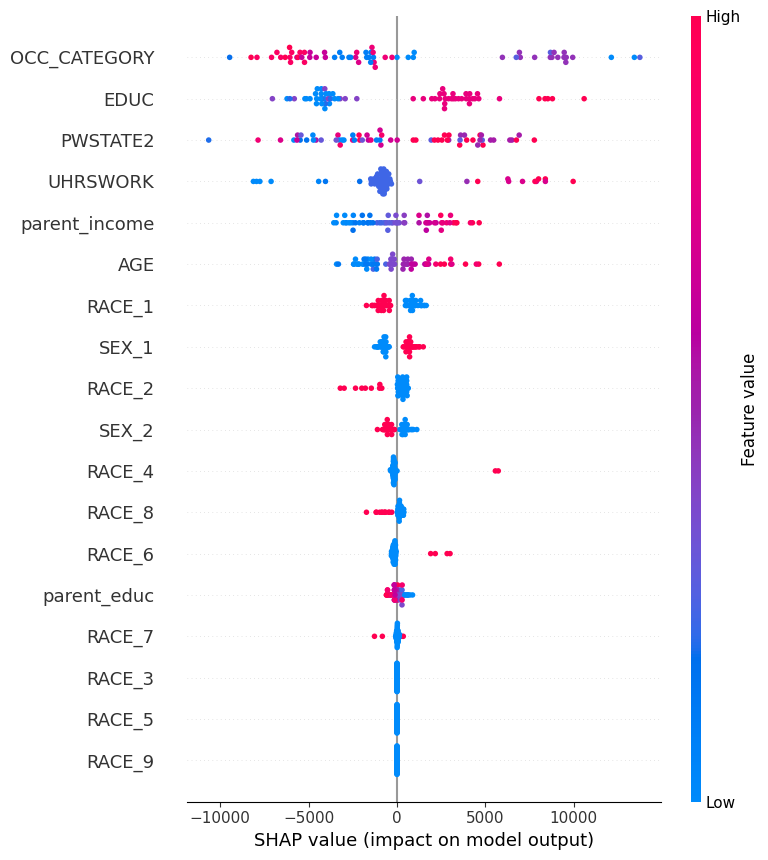 High
OCC_CATEGORY
EDUC
PWSTATE2
UHRSWORK
parent_income
AGE
RACE_1
SEX_1
RACE_2
SEX_2
RACE_4
RACE_8
RACE_6
parent_educ
RACE_7
RACE_3
RACE_5
RACE_9
Feature value
Low
−10000 −5000 0 5000 10000
SHAP value (impact on model output)